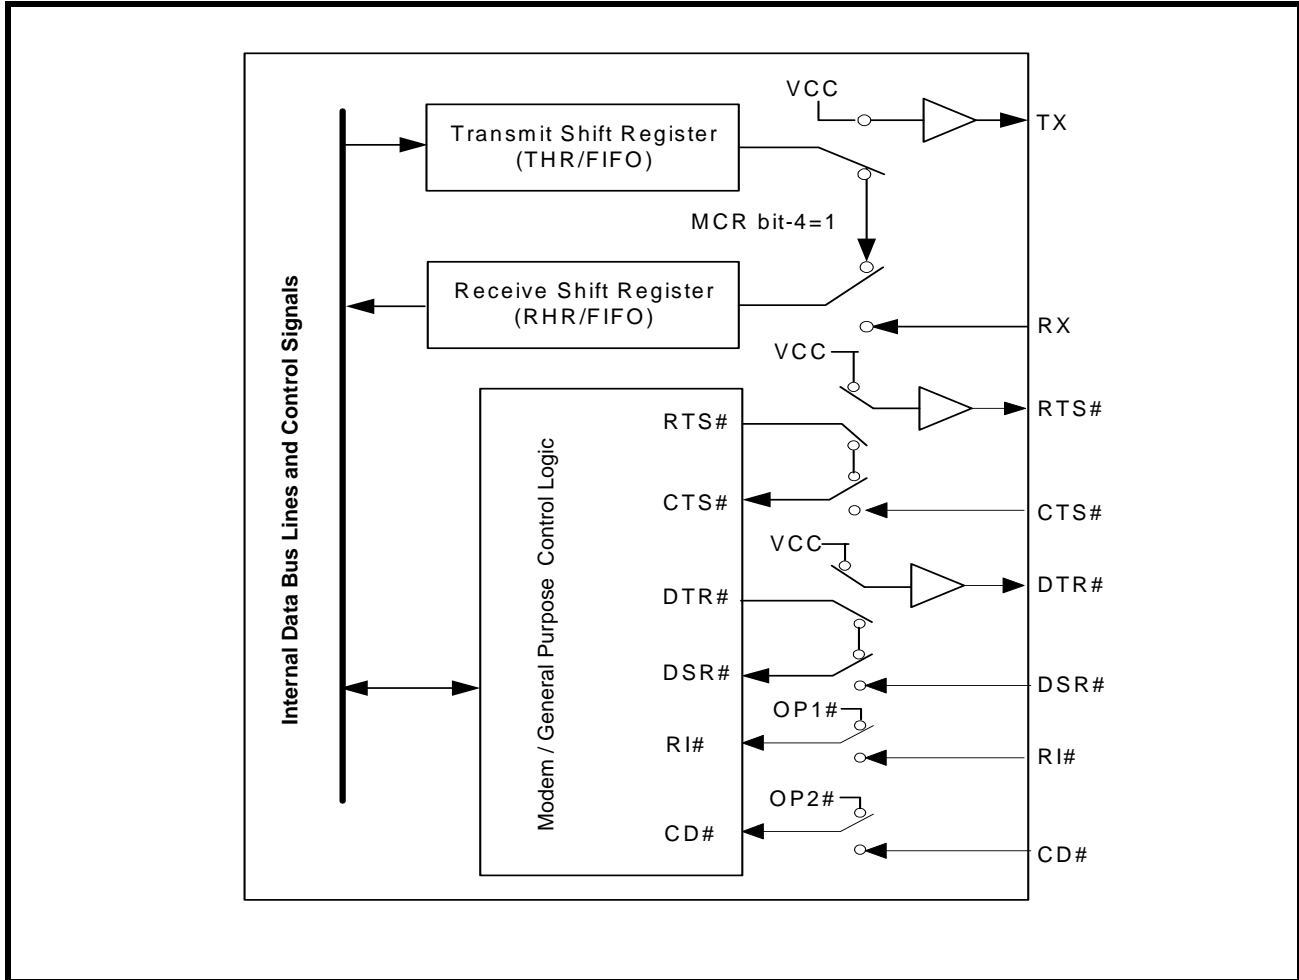 VCC
TX
Transmit Shift Register
(THR/FIFO)
MCR bit-4=1
Receive Shift Register
(RHR/FIFO)
RX
VCC
RTS#
RTS#
CTS#
CTS#
VCC
DTR#
DTR#
DSR#
DSR#
OP1#
RI#
RI#
OP2#
CD#
CD#
Internal Data Bus Lines and Control Signals
Modem / General Purpose Control Logic